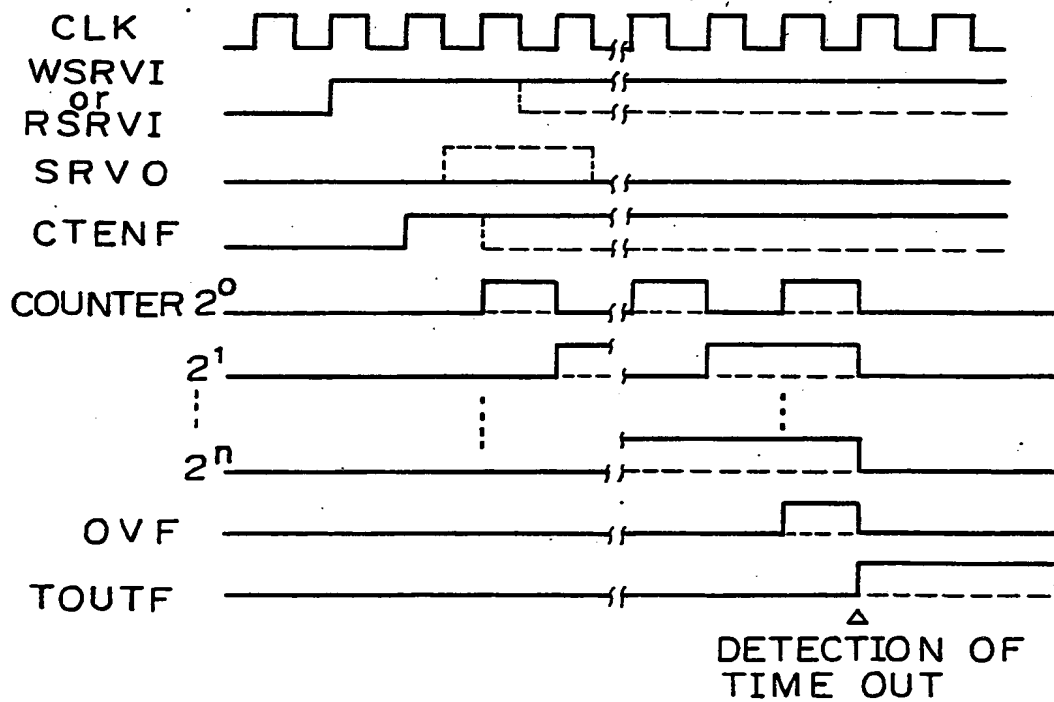 CLK
WSRVI
or
RSRVI
SRVO
CTENF
COUNTER 2⁰
2¹
2ⁿ
OVF
TOUTF
DETECTION OF
TIME OUT